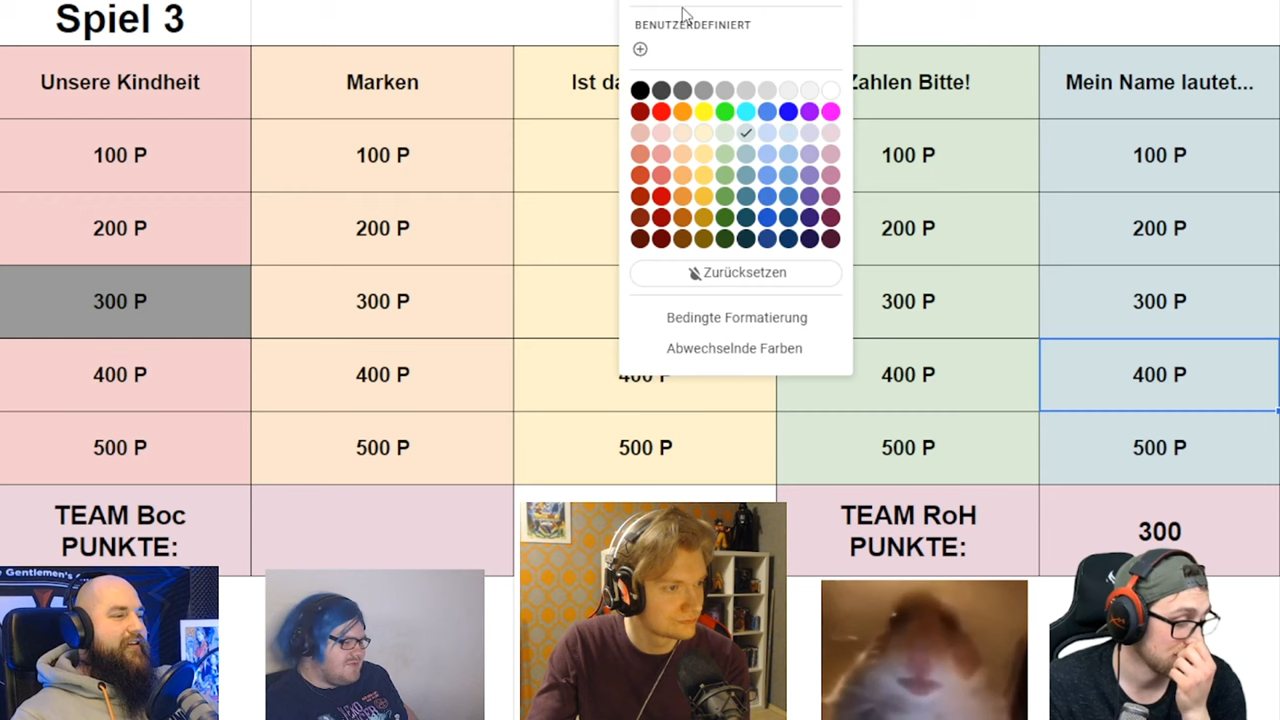 Spiel 3
BENUTZERDEFINIERT
Unsere Kindheit
Marken
Ist da
Zahlen Bitte!
Mein Name lautet...
100 P
100 P
100 P
100 P
200 P
200 P
200 P
200 P
Zurücksetzen
300 P
300 P
300 P
300 P
Bedingte Formatierung
Abwechselnde Farben
400 P
400 P
400 P
400 P
400 P
500 P
500 P
500 P
500 P
500 P
TEAM Boc
PUNKTE:
TEAM RoH
PUNKTE:
300
e Gentlemen's